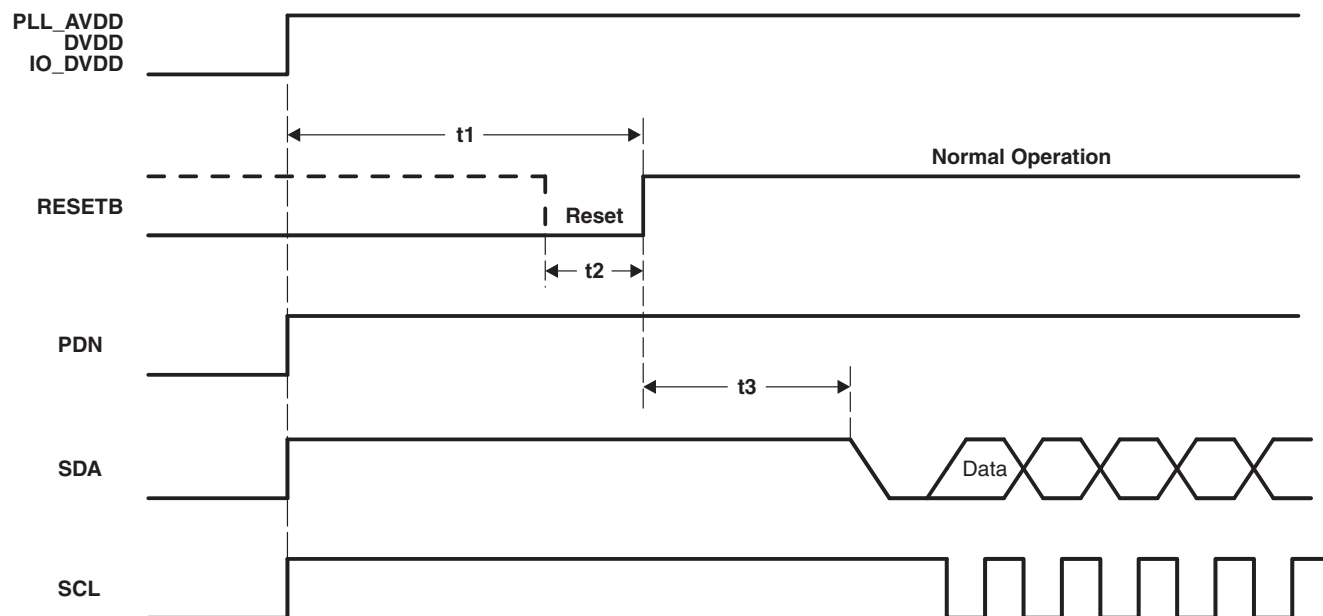 PLL_AVDD
DVDD
IO_DVDD
t1
Normal Operation
RESETB
Reset
t2
PDN
t3
SDA
Data
SCL